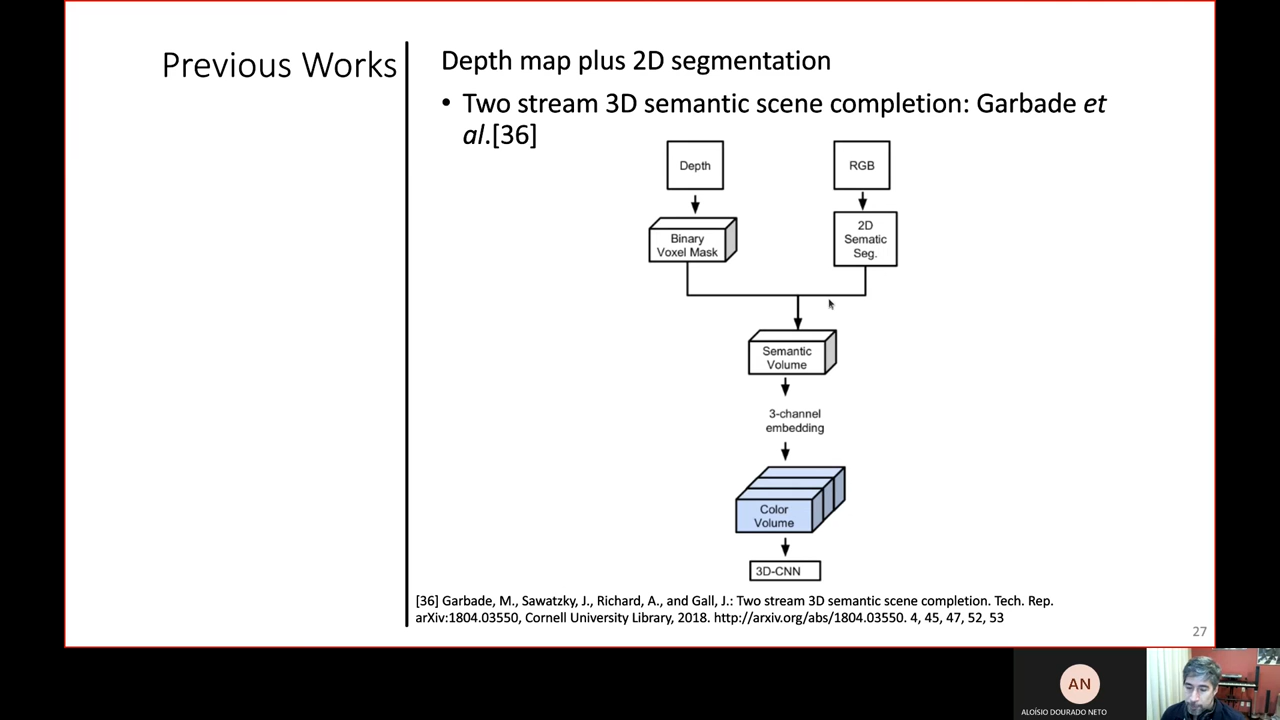 Previous Works
Depth map plus 2D segmentation
• Two stream 3D semantic scene completion: Garbade et
al.[36]
Depth
RGB
Binary
Voxel Mask
2D
Sematic
Seg.
Semantic
Volume
3-channel
embedding
Color
Volume
3D-CNN
[36] Garbade, M., Sawatzky, J., Richard, A., and Gall, J.: Two stream 3D semantic scene completion. Tech. Rep.
arXiv:1804.03550, Cornell University Library, 2018. http://arxiv.org/abs/1804.03550. 4, 45, 47, 52, 53
27
AN
ALOÍSIO DOURADO NETO